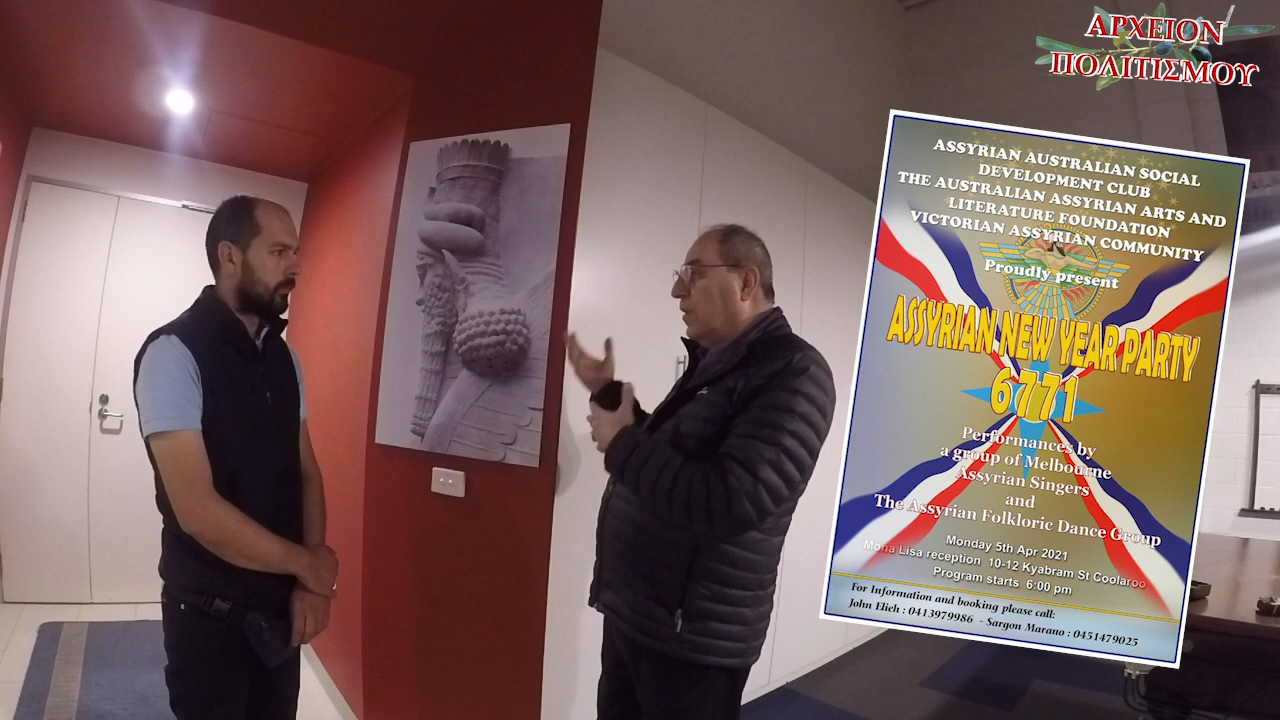 ΑΡΧΕΙΟΝ
ΠΟΛΙΤΙΣΜΟΥ
ASSYRIAN AUSTRALIAN SOCIAL
DEVELOPMENT CLUB
THE AUSTRALIAN ASSYRIAN ARTS AND
LITERATURE FOUNDATION
VICTORIAN ASSYRIAN COMMUNITY
Proudly present
ASSYRIAN NEW YEAR PARTY
6771
Performances by
a group of Melbourne
Assyrian Singers
and
The Assyrian Folkloric Dance Group
Monday 5th Apr 2021
Mona Lisa reception 10-12 Kyabram St Coolaroo
Program starts 6:00 pm
For Information and booking please call:
John Elieh : 0413979986 - Sargon Marano : 0451479025